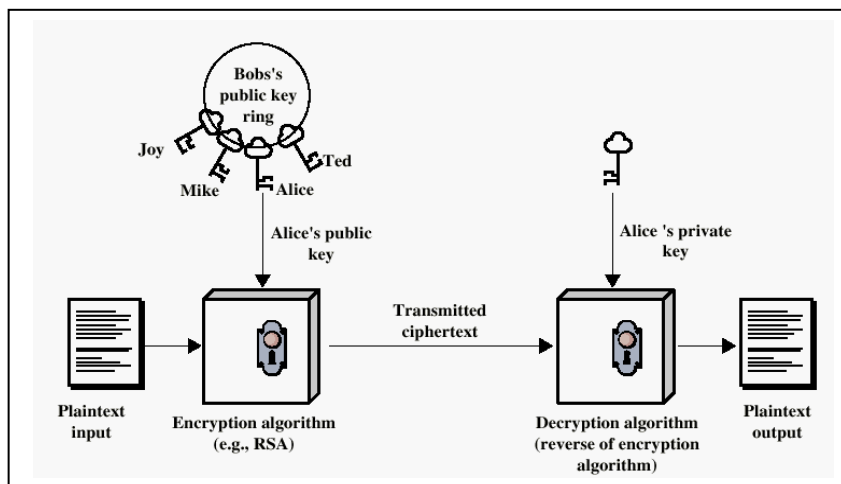 Bobs's
public key
ring
Joy
Ted
Mike
Alice
Alice's public
key
Alice 's private
key
Transmitted
ciphertext
Plaintext
input
Encryption algorithm
(e.g., RSA)
Decryption algorithm
(reverse of encryption
algorithm)
Plaintext
output